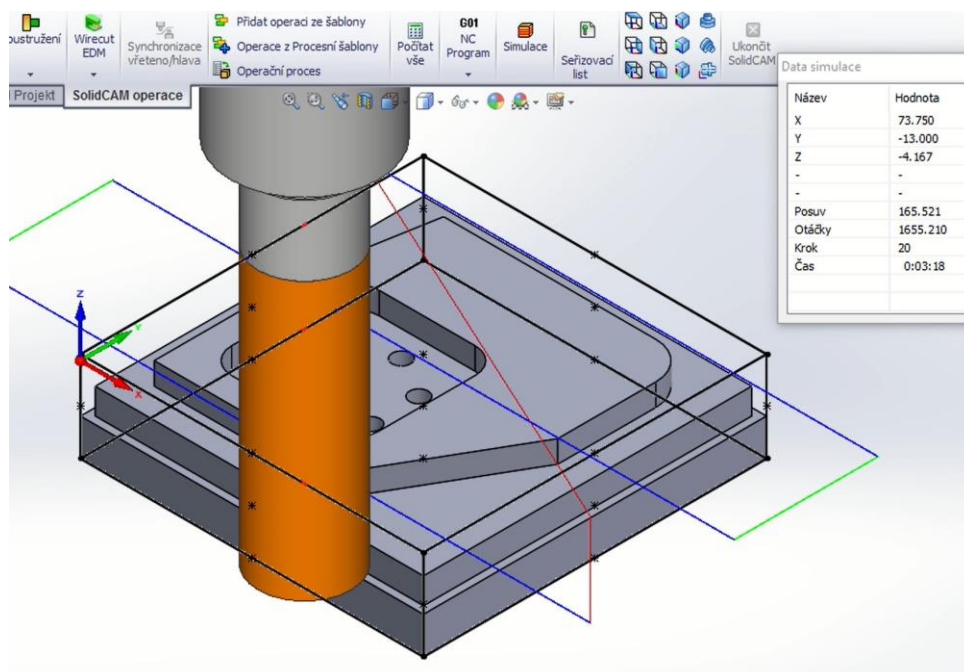 Wirecut
EDM
Synchronizace
vřeteno/hlava
Přidat operaci ze šablony
Operace z Procesní šablony
Operační proces
Počítat
vše
G01
NC
Program
Simulace
Seřizovací
list
Ukončit
SolidCAM
Projekt
SolidCAM operace
Data simulace
Název Hodnota
X 73.750
Y -13.000
Z -4.167
- -
- -
Posuv 165.521
Otáčky 1655.210
Krok 20
Čas 0:03:18
Z
Y
X